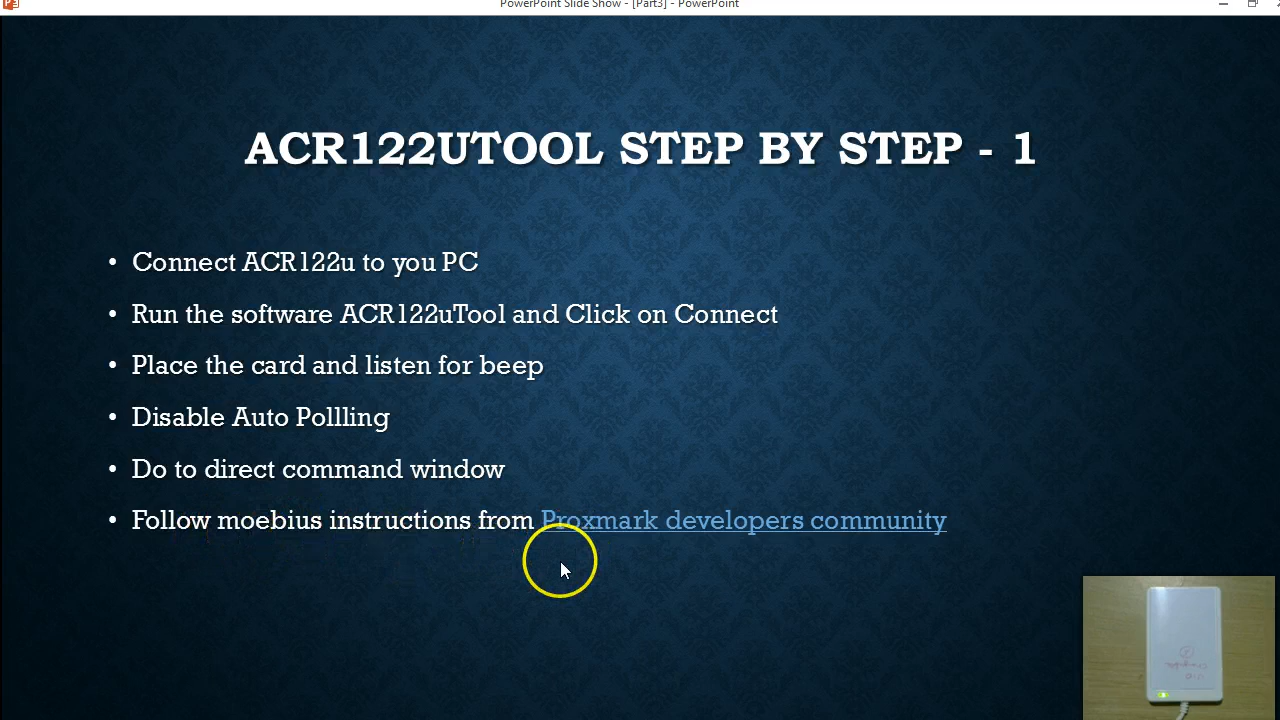 PowerPoint Slide Show - [Part3] - PowerPoint
ACR122UTOOL STEP BY STEP - 1
• Connect ACR122u to you PC
• Run the software ACR122uTool and Click on Connect
• Place the card and listen for beep
• Disable Auto Pollling
• Do to direct command window
• Follow moebius instructions from Proxmark developers community